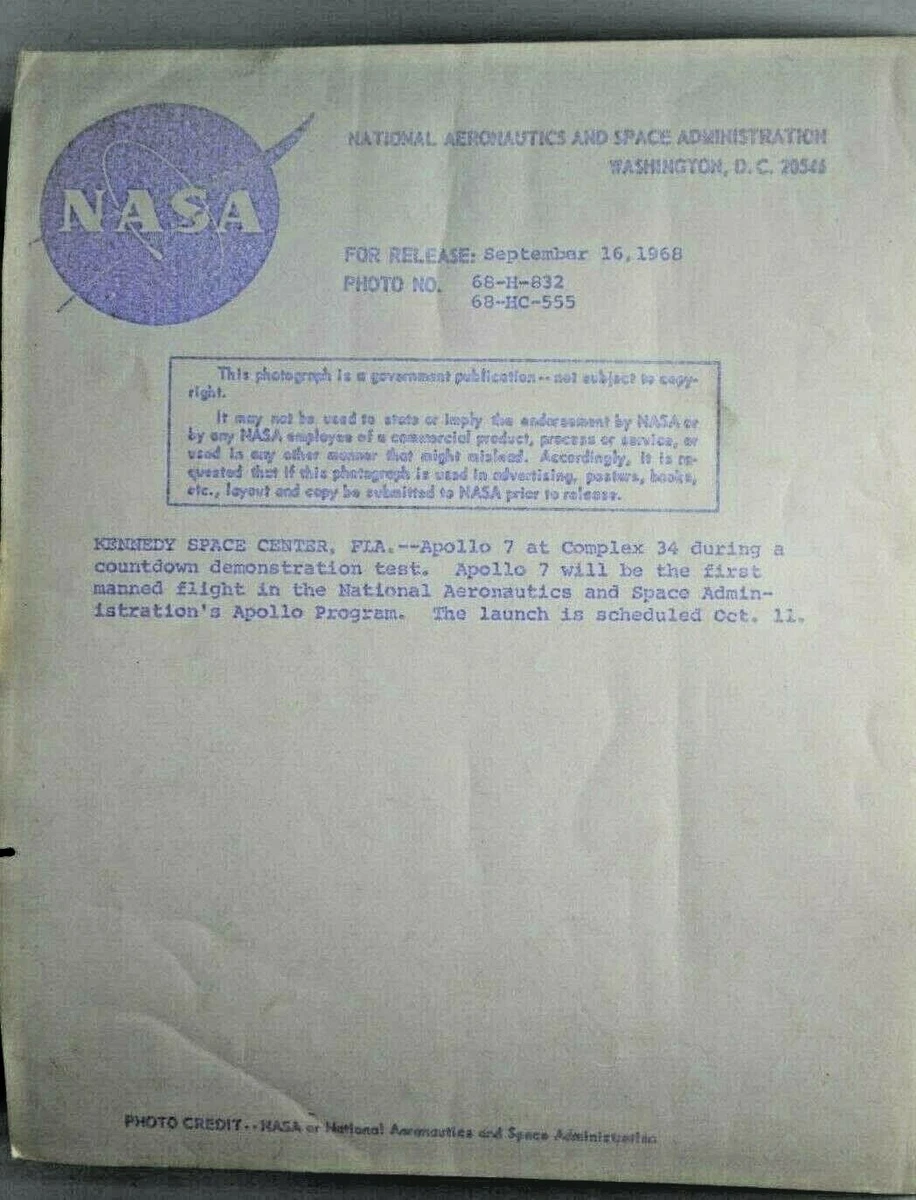 NASA
NATIONAL AERONAUTICS AND SPACE ADMINISTRATION
WASHINGTON, D. C. 20546
FOR RELEASE: September 16, 1968
PHOTO NO. 68-H-832
68-HC-555
This photograph is a government publication -- not subject to copy-
right.
It may not be used to state or imply the endorsement by NASA or
by any NASA employee of a commercial product, process or service, or
used in any other manner that might mislead. Accordingly, it is re-
quested that if this photograph is used in advertising, posters, books,
etc., layout and copy be submitted to NASA prior to release.
KENNEDY SPACE CENTER, FLA.--Apollo 7 at Complex 34 during a
countdown demonstration test. Apollo 7 will be the first
manned flight in the National Aeronautics and Space Admin-
istration's Apollo Program. The launch is scheduled Oct. 11.
PHOTO CREDIT -- NASA or National Aeronautics and Space Administration